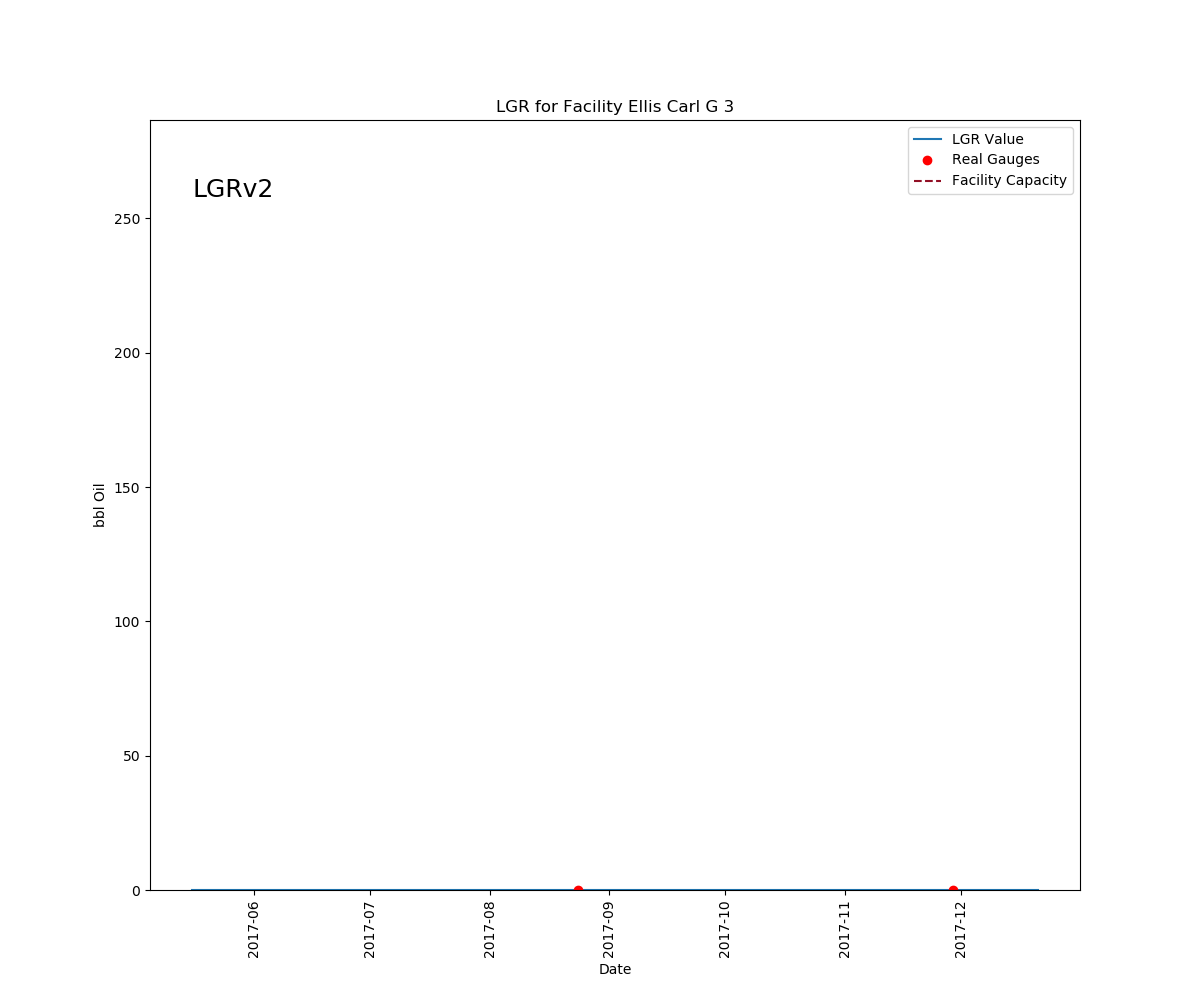 LGR for Facility Ellis Carl G 3
LGR Value
Real Gauges
Facility Capacity
LGRv2
250
200
150
100
50
0
bbl Oil
2017-06
2017-07
2017-08
2017-09
2017-10
2017-11
2017-12
Date